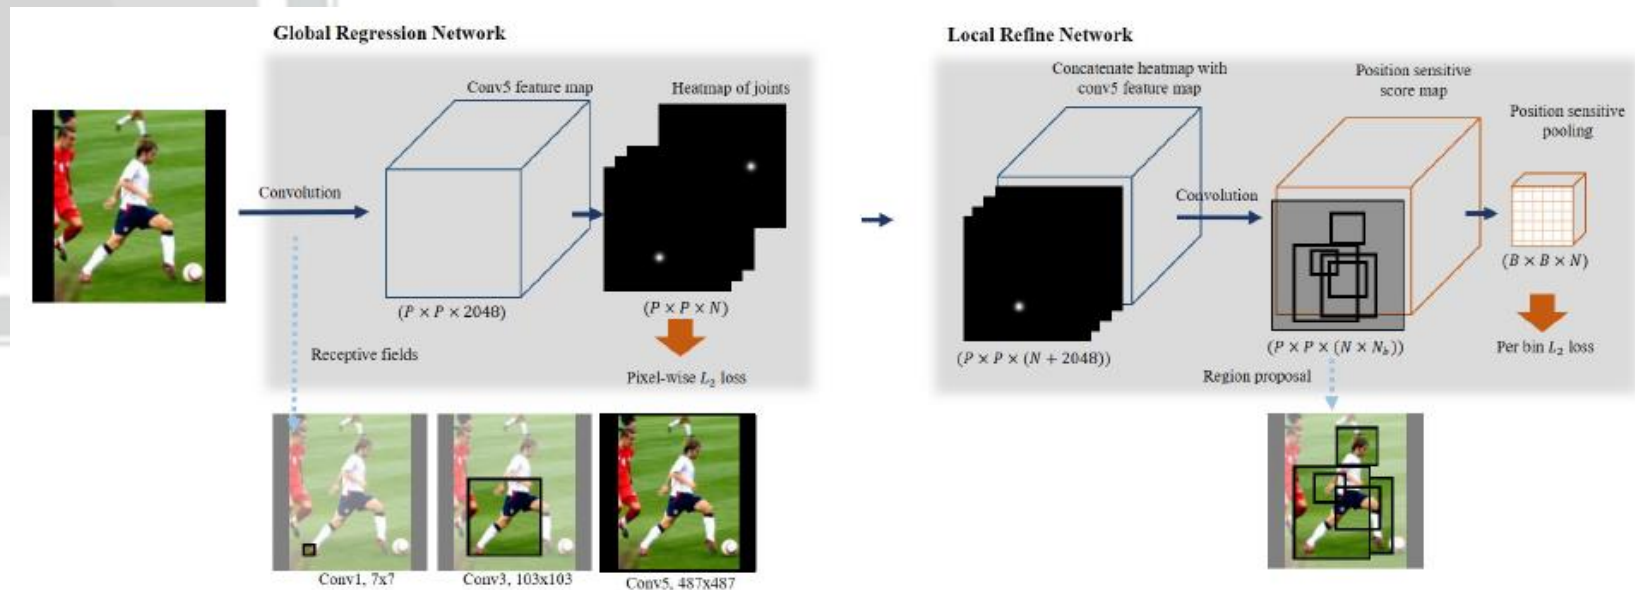 Global Regression Network
Conv5 feature map
Heatmap of joints
Convolution
(P × P × 2048)
(P × P × N)
Receptive fields
Pixel-wise L₂ loss
Conv1, 7x7
Conv3, 103x103
Conv5, 487x487
Local Refine Network
Concatenate heatmap with
conv5 feature map
Position sensitive
score map
Position sensitive
pooling
Convolution
(P × P × (N + 2048))
(P × P × (N × Nₛ))
(B × B × N)
Region proposal
Per bin L₂ loss